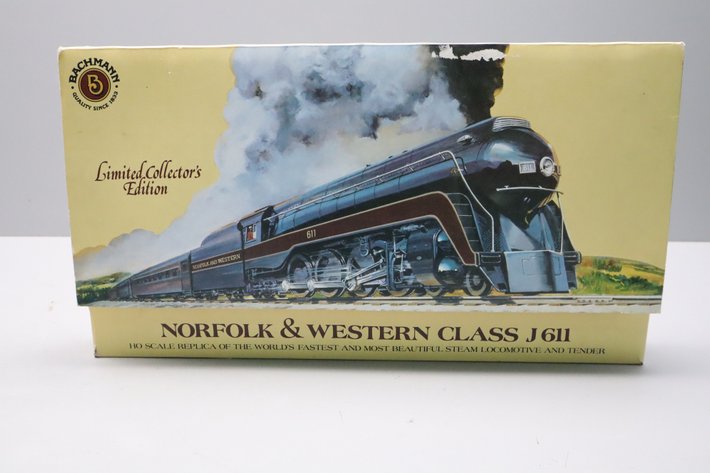 BACHMANN
B
QUALITY SINCE 1833
Limited Collector's
Edition
611
611
NORFOLK AND WESTERN
NORFOLK & WESTERN CLASS J 611
HO SCALE REPLICA OF THE WORLD'S FASTEST AND MOST BEAUTIFUL STEAM LOCOMOTIVE AND TENDER